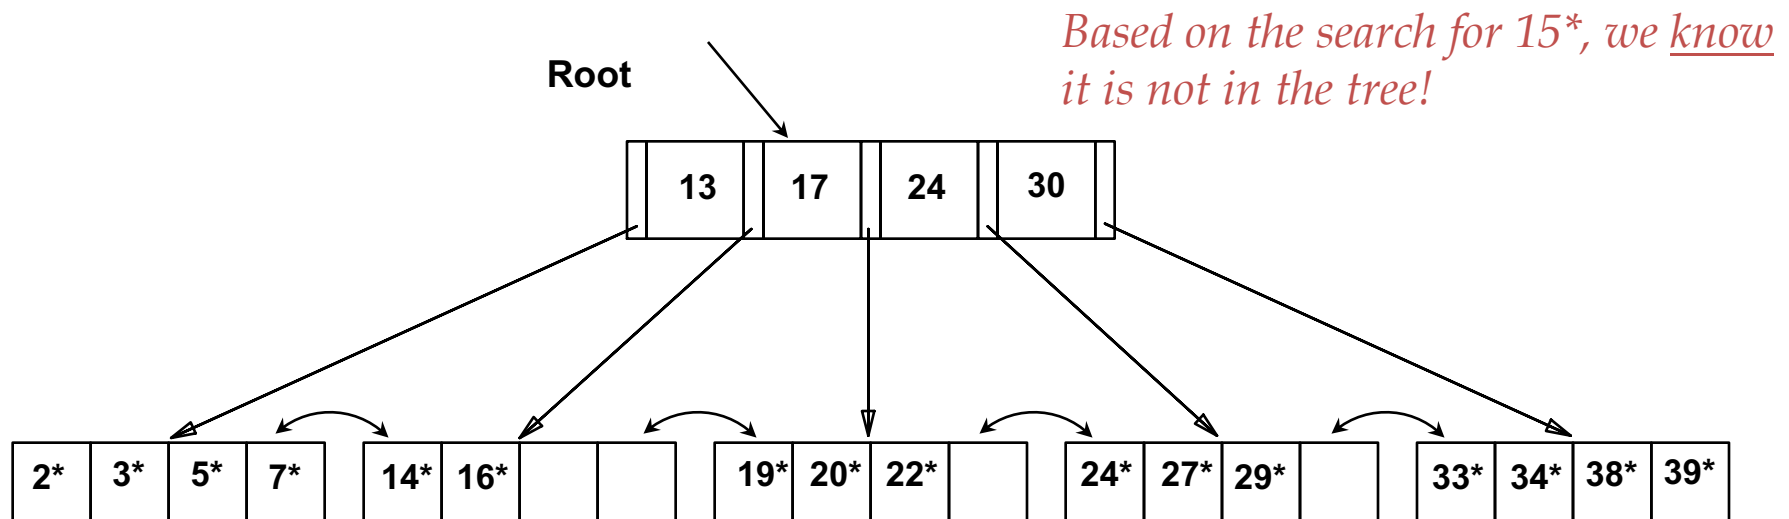 Based on the search for 15*, we know
it is not in the tree!
Root
13 17 24 30
2* 3* 5* 7* 14* 16* 19* 20* 22* 24* 27* 29* 33* 34* 38* 39*